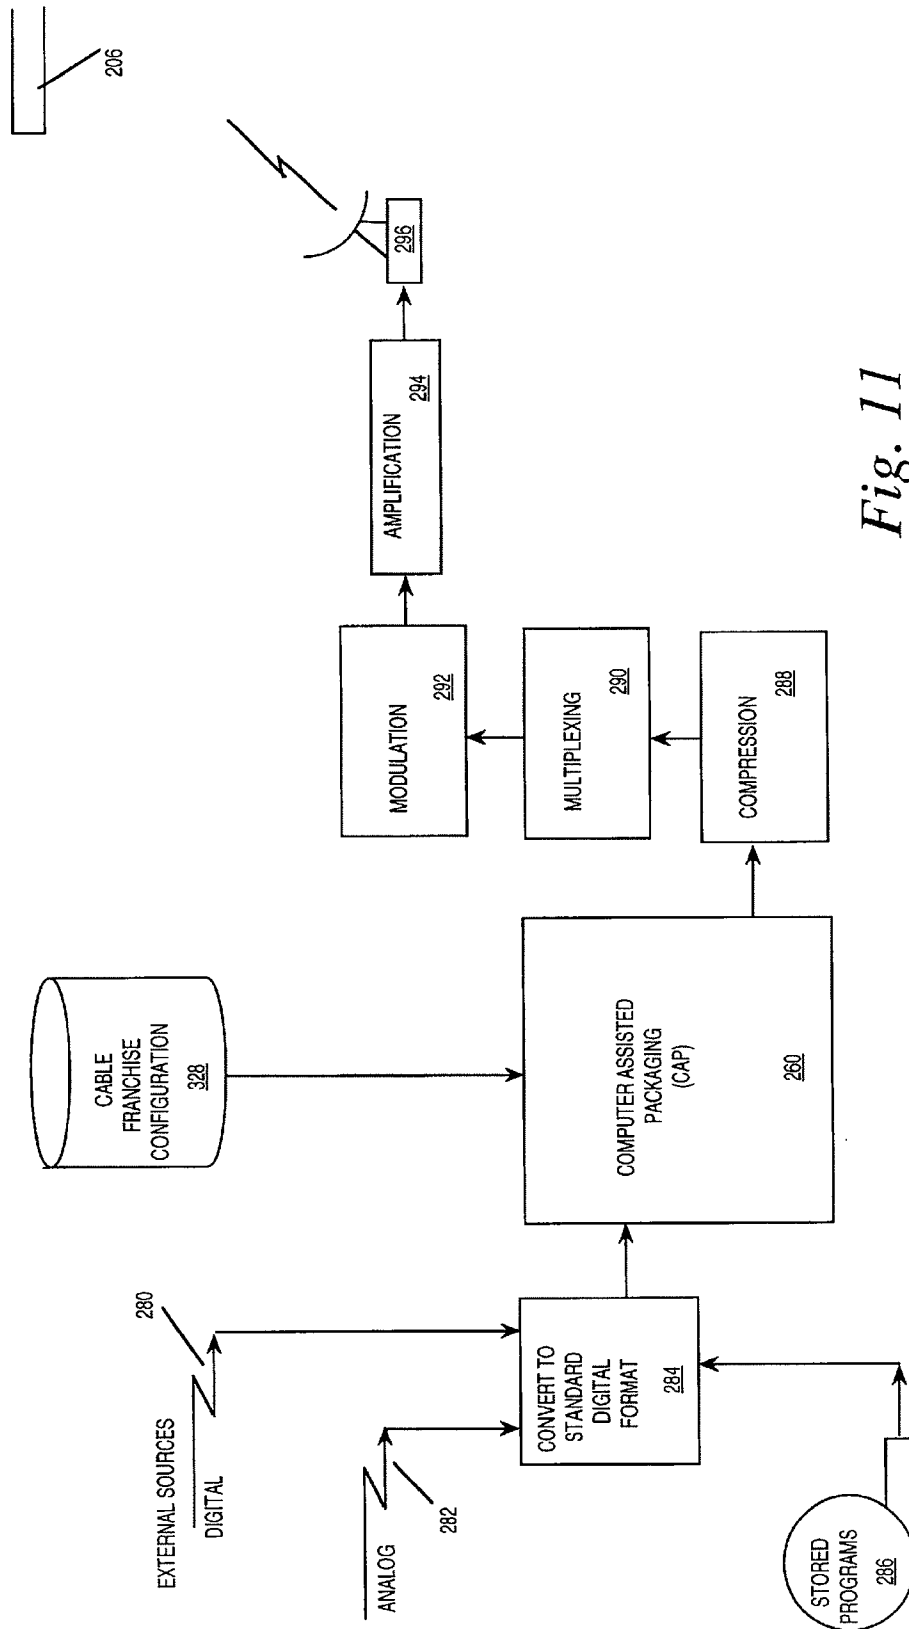 EXTERNAL SOURCES
DIGITAL
280
ANALOG
282
STORED
PROGRAMS
286
CONVERT TO
STANDARD
DIGITAL
FORMAT
284
CABLE
FRANCHISE
CONFIGURATION
328
COMPUTER ASSISTED
PACKAGING
(CAP)
260
COMPRESSION
288
MULTIPLEXING
290
MODULATION
292
AMPLIFICATION
294
296
206
Fig. 11